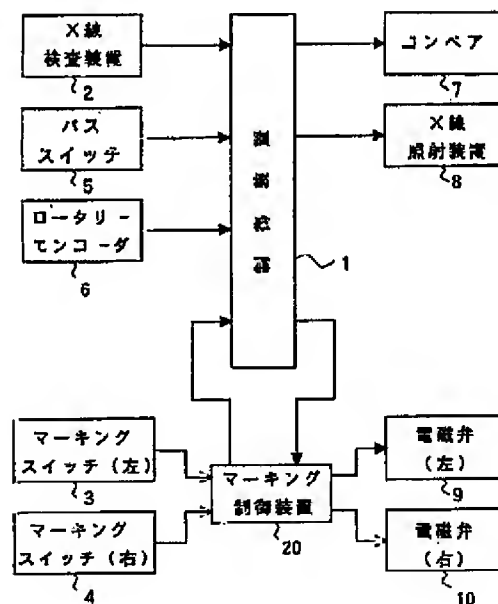 X線
検査装置
2
パス
スイッチ
5
ロータリー
エンコーダ
6
制御装置
1
コンベア
7
X線
照射装置
8
マーキング
スイッチ(左)
3
マーキング
スイッチ(右)
4
マーキング
制御装置
20
電磁弁
(左)
9
電磁弁
(右)
10